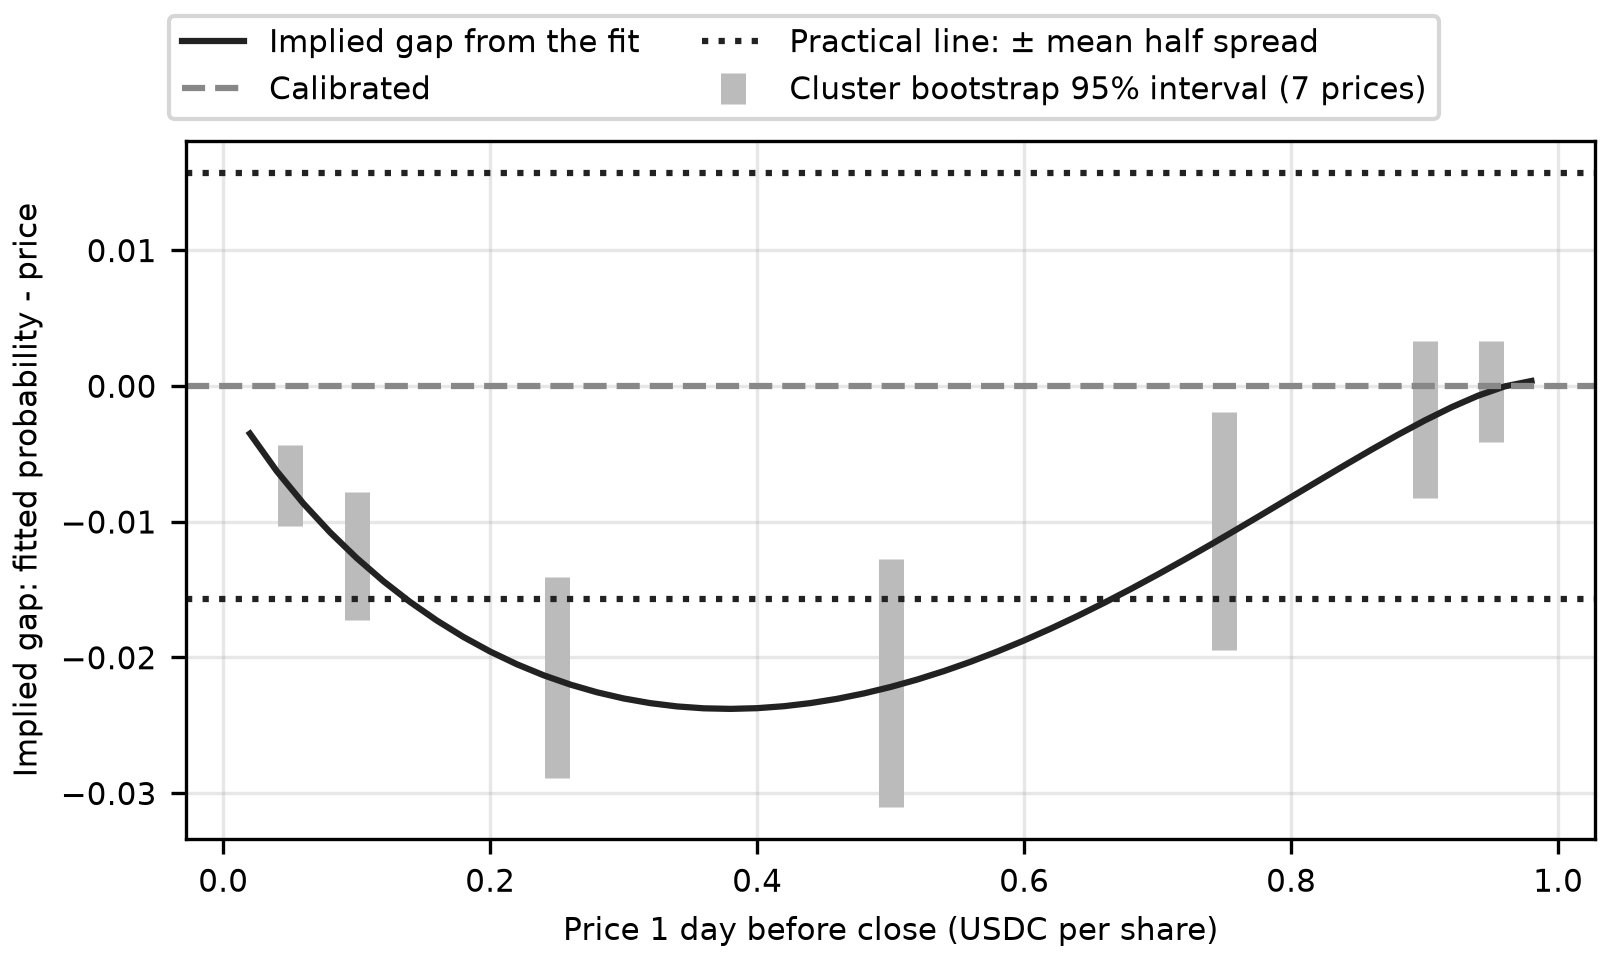 Implied gap from the fit
Calibrated
Practical line: ± mean half spread
Cluster bootstrap 95% interval (7 prices)
Implied gap: fitted probability - price
0.01
0.00
−0.01
−0.02
−0.03
0.0 0.2 0.4 0.6 0.8 1.0
Price 1 day before close (USDC per share)